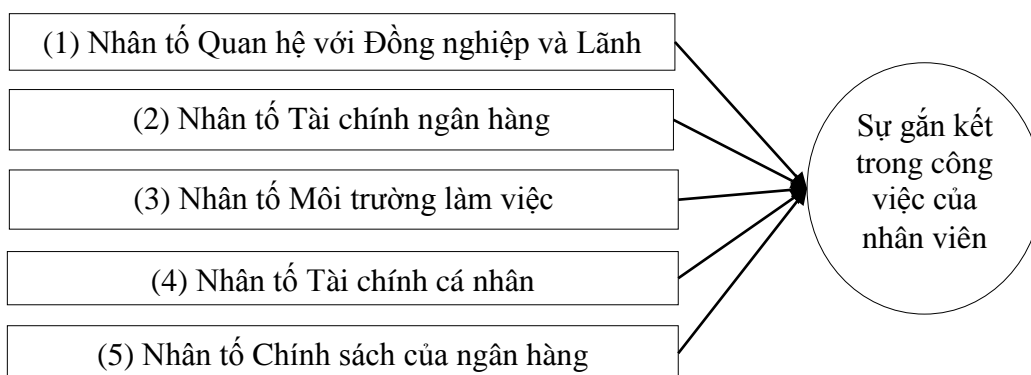 (1) Nhân tố Quan hệ với Đồng nghiệp và Lãnh
(2) Nhân tố Tài chính ngân hàng
(3) Nhân tố Môi trường làm việc
(4) Nhân tố Tài chính cá nhân
(5) Nhân tố Chính sách của ngân hàng
Sự gắn kết
trong công
việc của
nhân viên